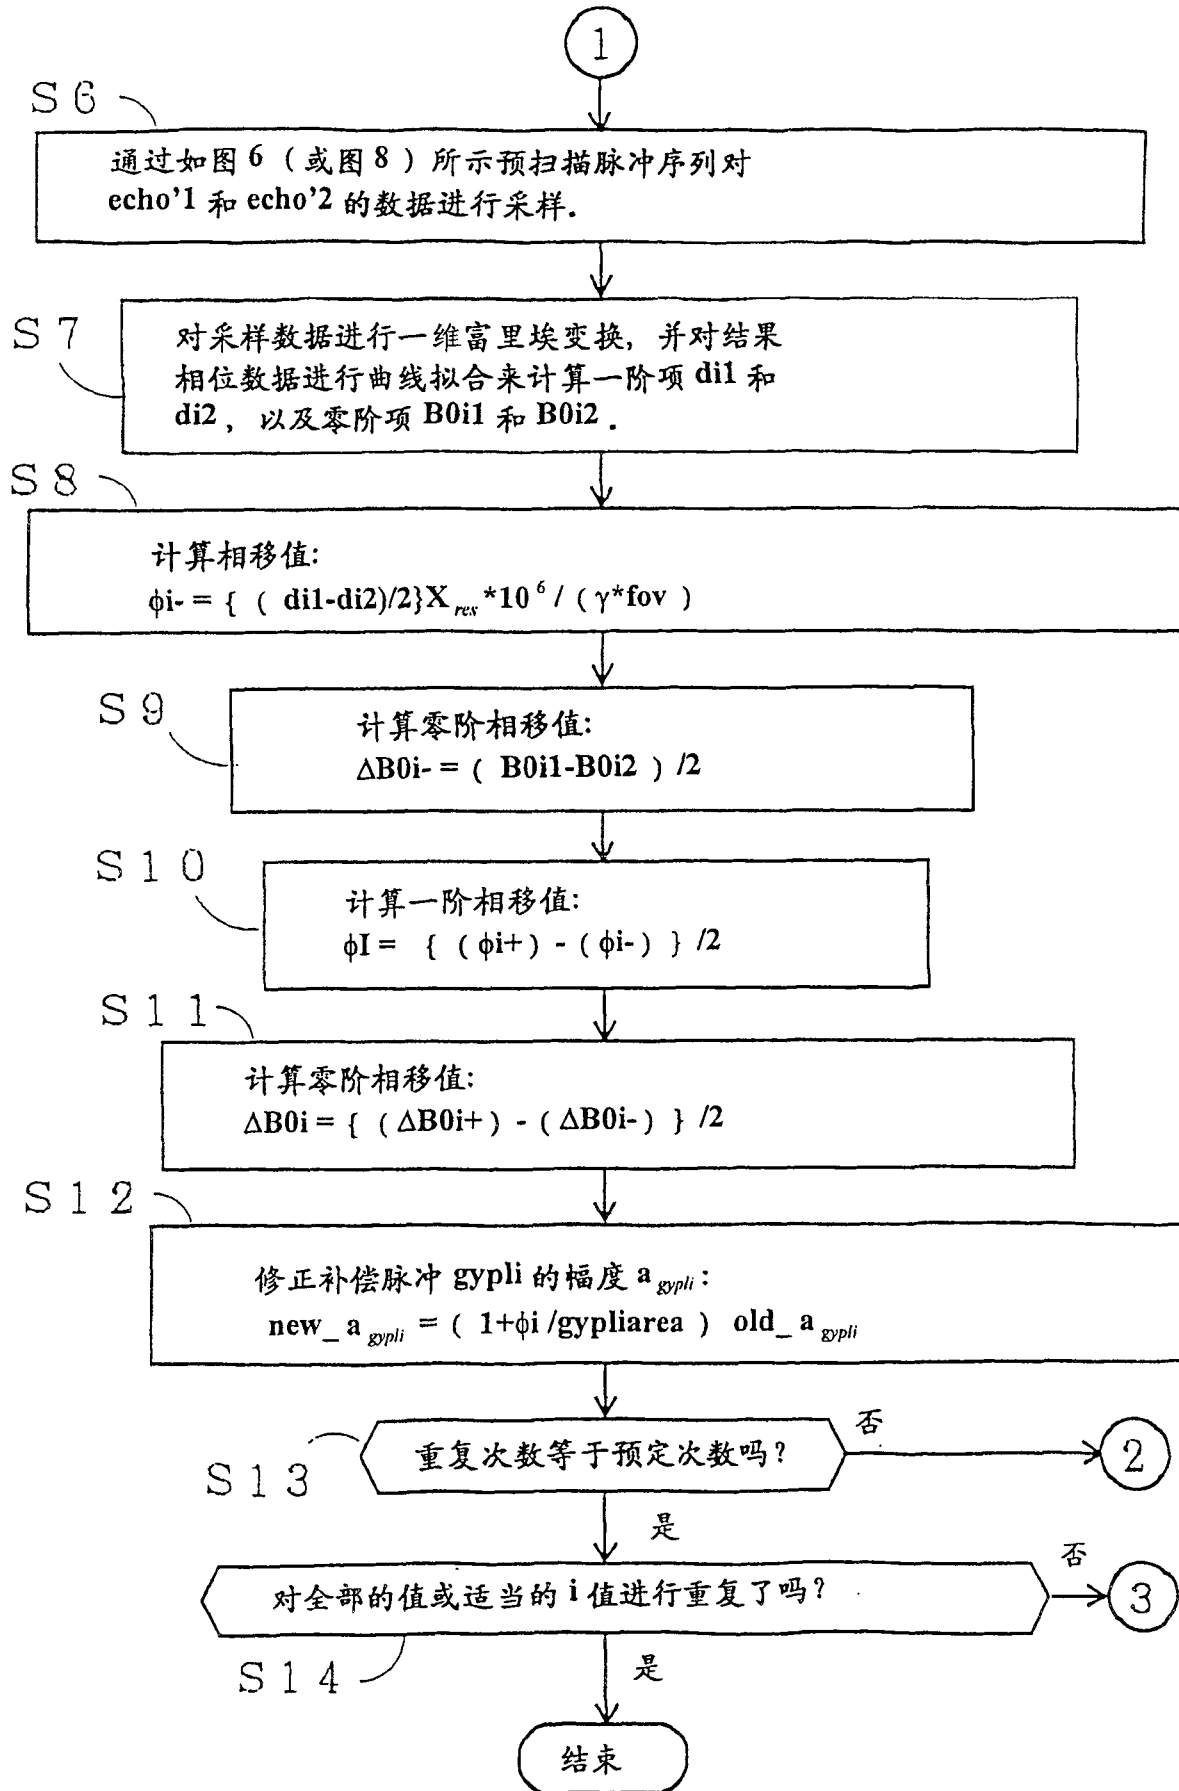 1
S6
通过如图 6 (或图 8) 所示预扫描脉冲序列对
echo'1 和 echo'2 的数据进行采样.
S7
对采样数据进行一维富里埃变换, 并对结果
相位数据进行曲线拟合来计算一阶项 di1 和
di2, 以及零阶项 B0i1 和 B0i2.
S8
计算相移值:
ϕi- = { ( di1-di2)/2}X_res*10^6 / (γ*fov )
S9
计算零阶相移值:
ΔB0i- = ( B0i1-B0i2 ) /2
S10
计算一阶相移值:
ϕI = { (ϕi+) - (ϕi-) } /2
S11
计算零阶相移值:
ΔB0i = { (ΔB0i+) - (ΔB0i-) } /2
S12
修正补偿脉冲 gypli 的幅度 a_gypli:
new_ a_gypli = ( 1+ϕi /gypliarea ) old_ a_gypli
S13
重复次数等于预定次数吗?
否
2
是
对全部的值或适当的 i 值进行重复了吗?
否
3
S14
是
结束